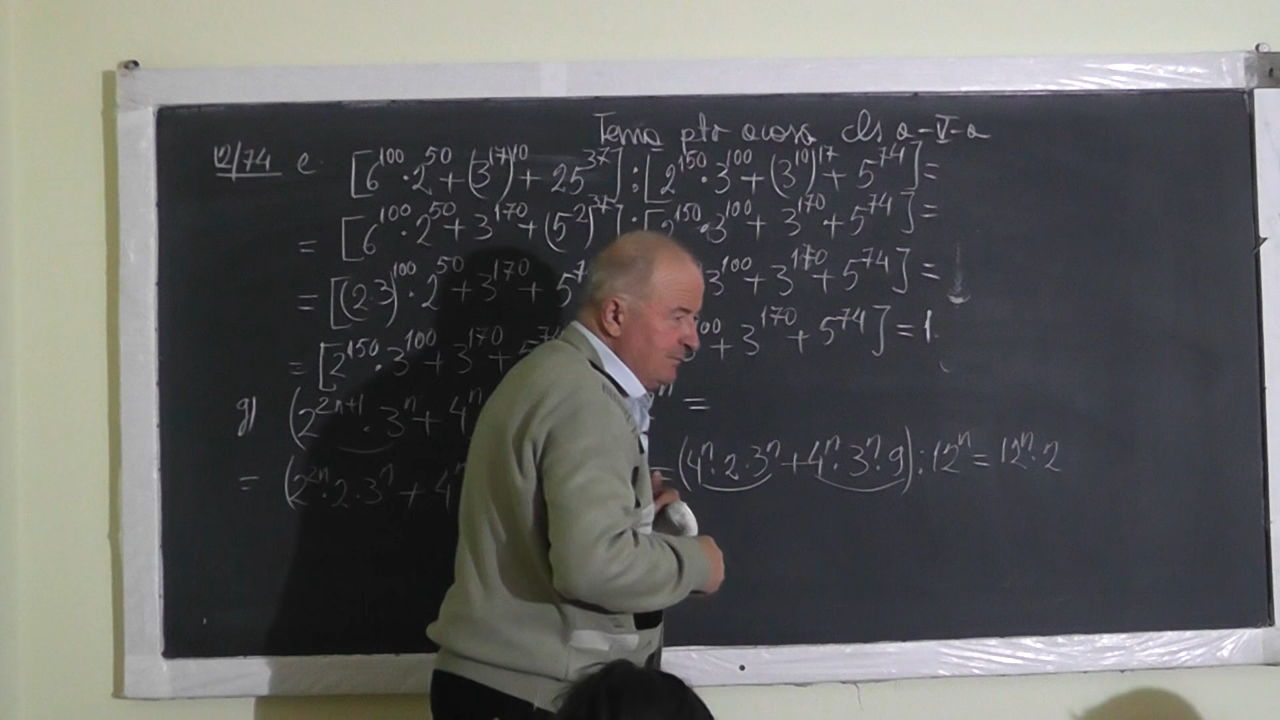 Tema ptr acasa cls a-V-a
12/74 e. [6^100·2^50+(3^17)^10+25^37]:[2^150·3^100+(3^10)^17+5^74]=
= [6^100·2^50+3^170+(5^2)^37]:[2^150·3^100+3^170+5^74]=
= [(2·3)^100·2^50+3^170+5^7 3^100+3^170+5^74]=
= [2^150·3^100+3^170+5^74 00+3^170+5^74]=1.
g) (2^2n+1·3^n+4^n ^n=
= (2^2n·2·3^n+4^n =(4^n·2·3^n+4^n·3^n·9):12^n=12^n·2